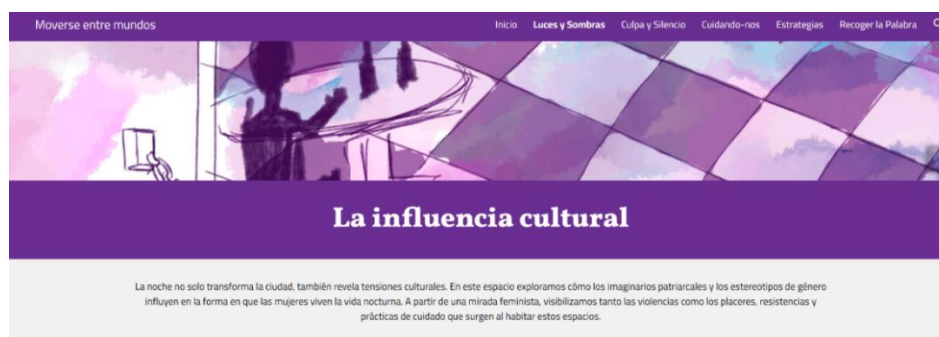 Moverse entre mundos
Inicio Luces y Sombras Culpa y Silencio Cuidando-nos Estrategias Recoger la Palabra
La influencia cultural
La noche no solo transforma la ciudad, también revela tensiones culturales. En este espacio exploramos cómo los imaginarios patriarcales y los estereotipos de género
influyen en la forma en que las mujeres viven la vida nocturna. A partir de una mirada feminista, visibilizamos tanto las violencias como los placeres, resistencias y
prácticas de cuidado que surgen al habitar estos espacios.